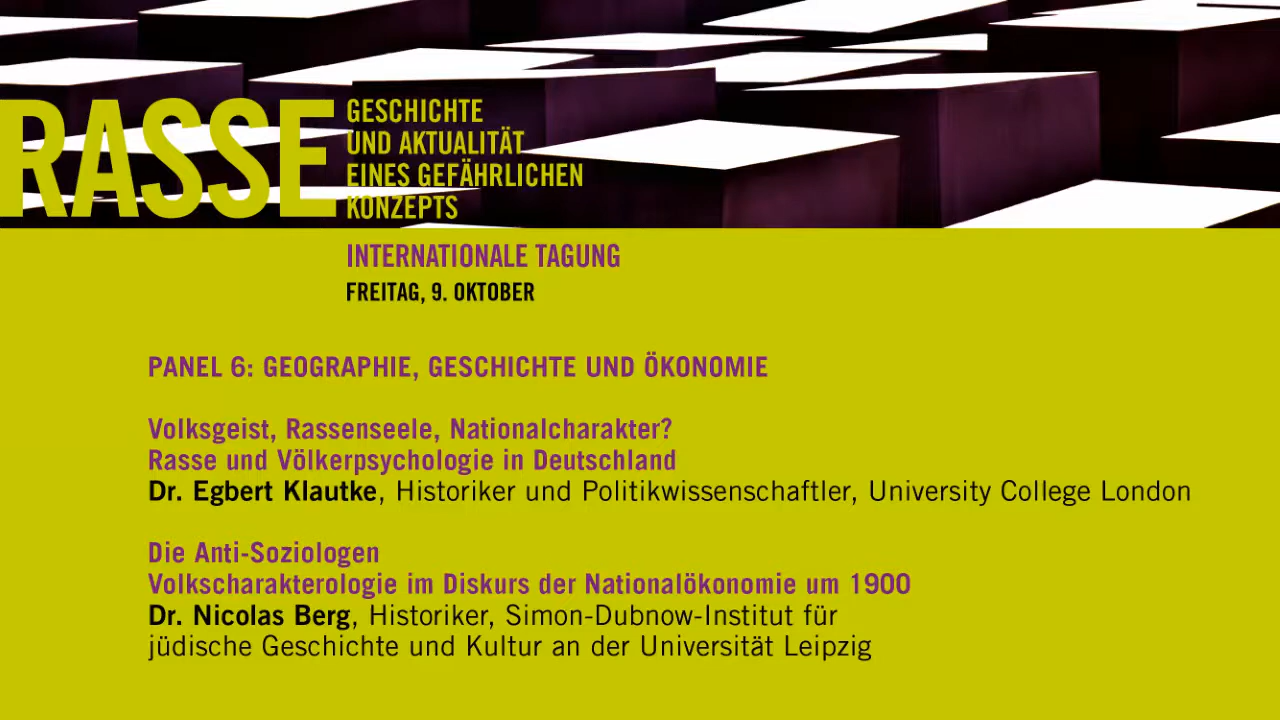 RASSE
GESCHICHTE
UND AKTUALITÄT
EINES GEFÄHRLICHEN
KONZEPTS
INTERNATIONALE TAGUNG
FREITAG, 9. OKTOBER
PANEL 6: GEOGRAPHIE, GESCHICHTE UND ÖKONOMIE
Volksgeist, Rassenseele, Nationalcharakter?
Rasse und Völkerpsychologie in Deutschland
Dr. Egbert Klautke, Historiker und Politikwissenschaftler, University College London
Die Anti-Soziologen
Volkscharakterologie im Diskurs der Nationalökonomie um 1900
Dr. Nicolas Berg, Historiker, Simon-Dubnow-Institut für
jüdische Geschichte und Kultur an der Universität Leipzig